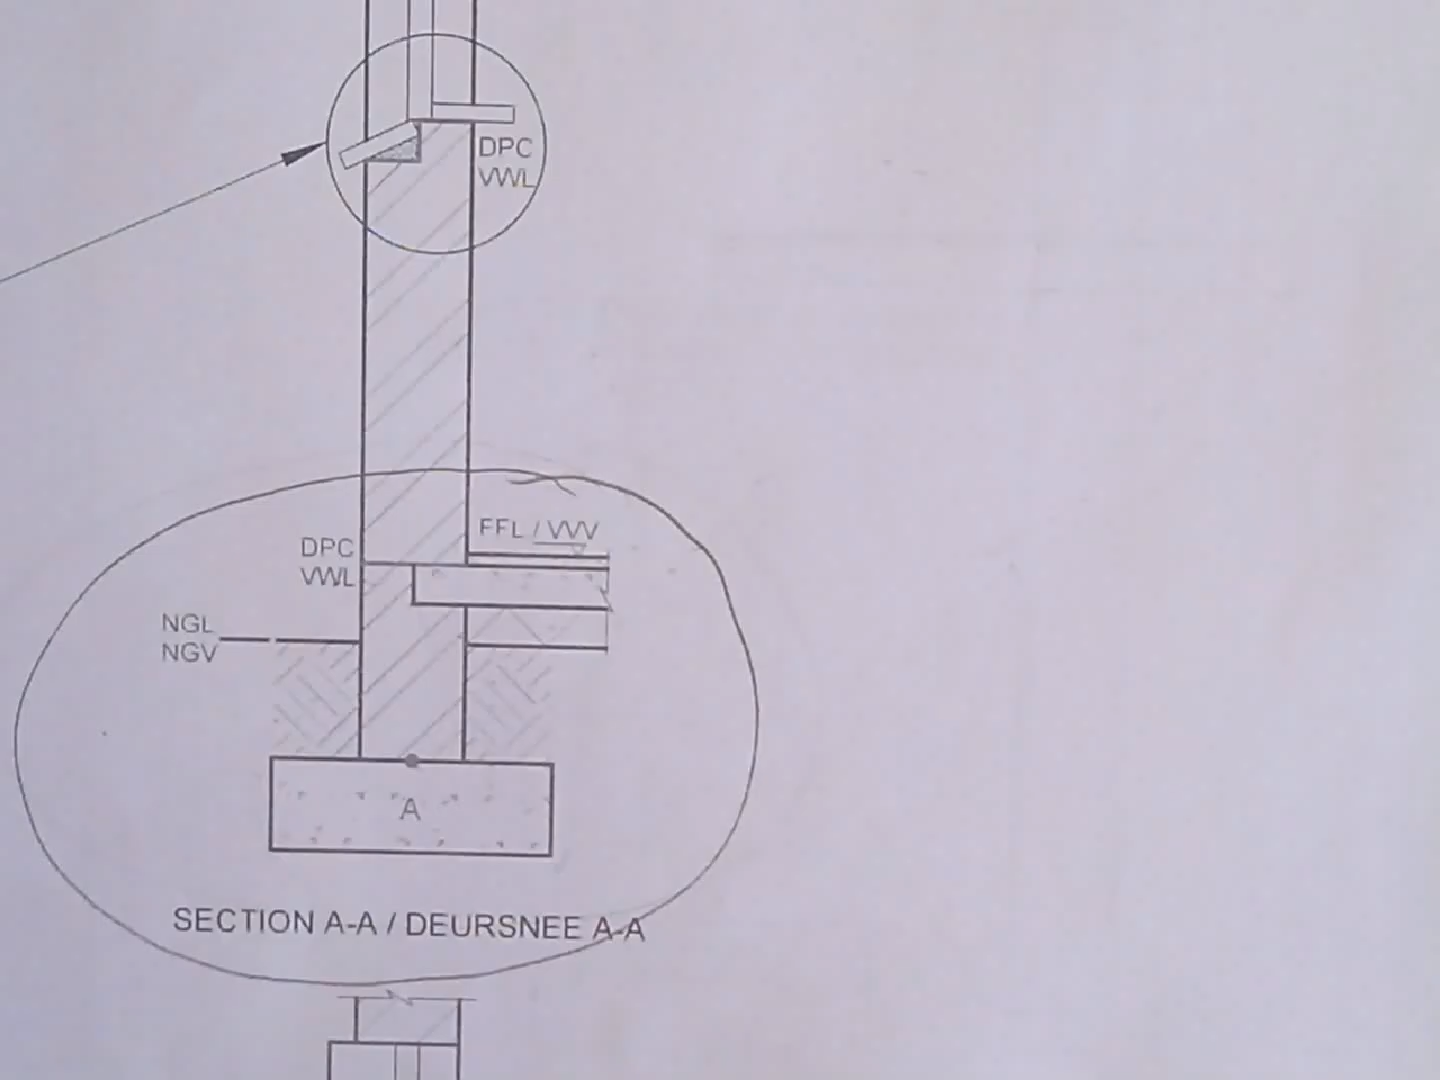 DPC
VWL
FFL / VVV
DPC
VWL
NGL
NGV
A
SECTION A-A / DEURSNEE A-A